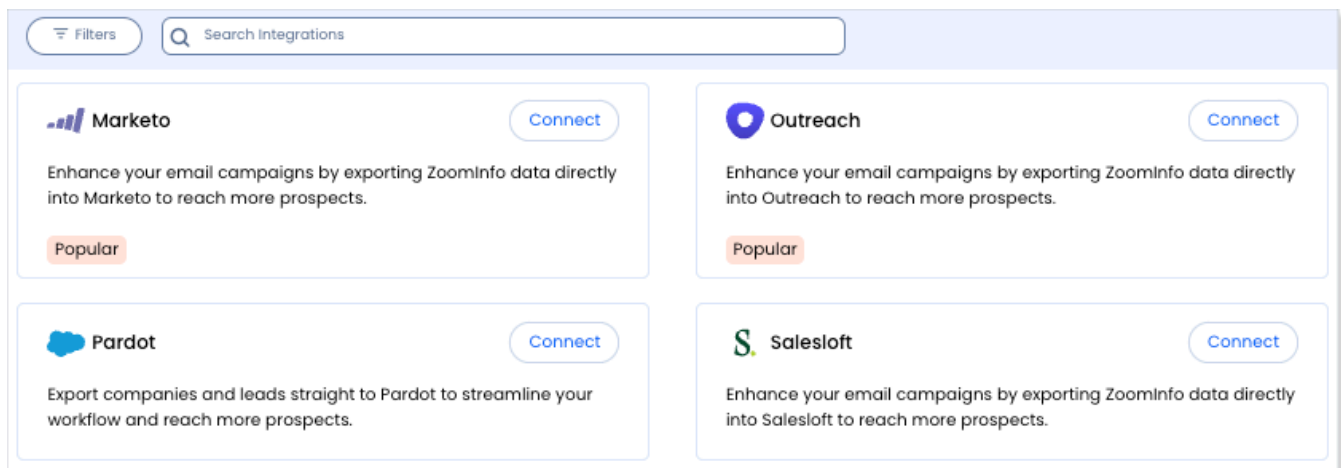 Filters
Search Integrations
Marketo
Connect
Enhance your email campaigns by exporting ZoomInfo data directly
into Marketo to reach more prospects.
Popular
Outreach
Connect
Enhance your email campaigns by exporting ZoomInfo data directly
into Outreach to reach more prospects.
Popular
Pardot
Connect
Export companies and leads straight to Pardot to streamline your
workflow and reach more prospects.
S.
Salesloft
Connect
Enhance your email campaigns by exporting ZoomInfo data directly
into Salesloft to reach more prospects.